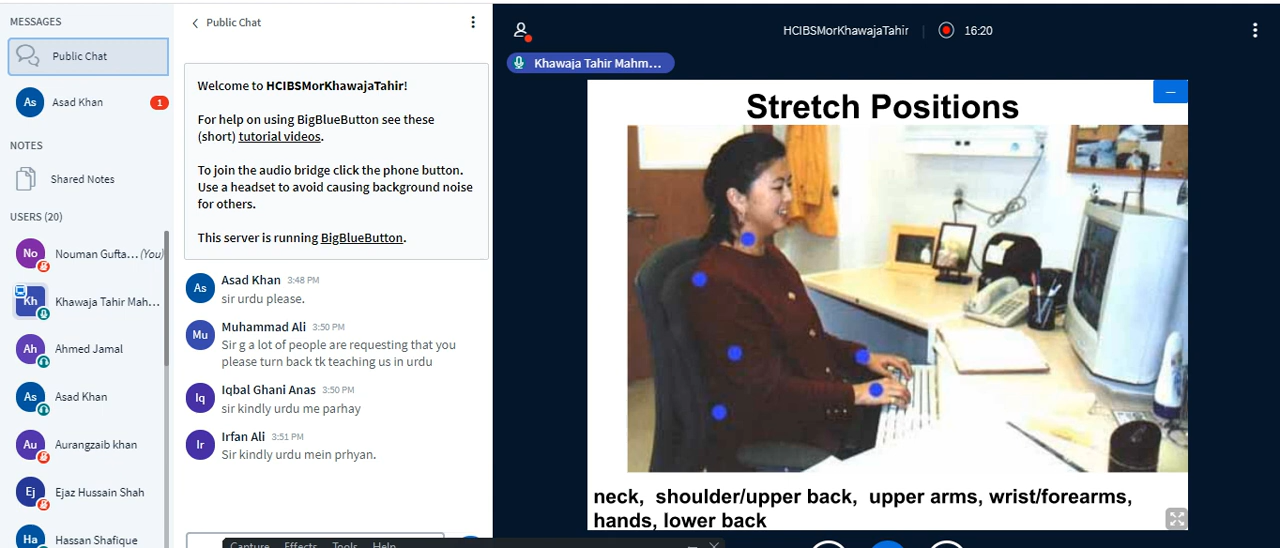 MESSAGES
Public Chat
As
Asad Khan
1
NOTES
Shared Notes
USERS (20)
No
Nouman Gufta... (You)
Kh
Khawaja Tahir Mah...
Ah
Ahmed Jamal
As
Asad Khan
Au
Aurangzaib khan
Ej
Ejaz Hussain Shah
Ha
Hassan Shafique
Public Chat
Welcome to HCIBSMorKhawajaTahir!
For help on using BigBlueButton see these
(short) tutorial videos.
To join the audio bridge click the phone button.
Use a headset to avoid causing background noise
for others.
This server is running BigBlueButton.
As
Asad Khan 3:48 PM
sir urdu please.
Mu
Muhammad Ali 3:50 PM
Sir g a lot of people are requesting that you
please turn back tk teaching us in urdu
Iq
Iqbal Ghani Anas 3:50 PM
sir kindly urdu me parhay
Ir
Irfan Ali 3:51 PM
Sir kindly urdu mein prhyan.
Capture Effects Tools Help
HCIBSMorKhawajaTahir 16:20
Khawaja Tahir Mahm...
Stretch Positions
neck, shoulder/upper back, upper arms, wrist/forearms,
hands, lower back